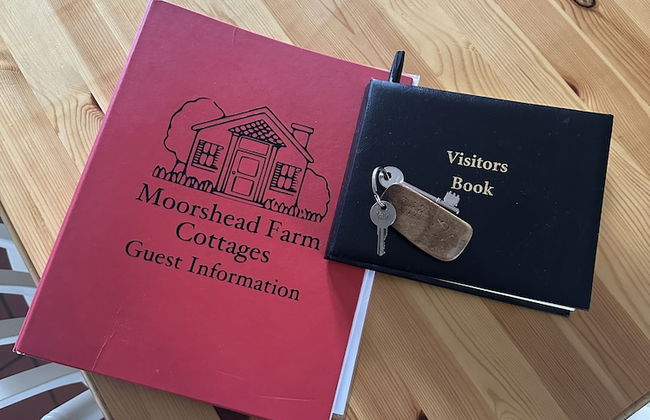 Moorshead Farm
Cottages
Guest Information
Visitors
Book